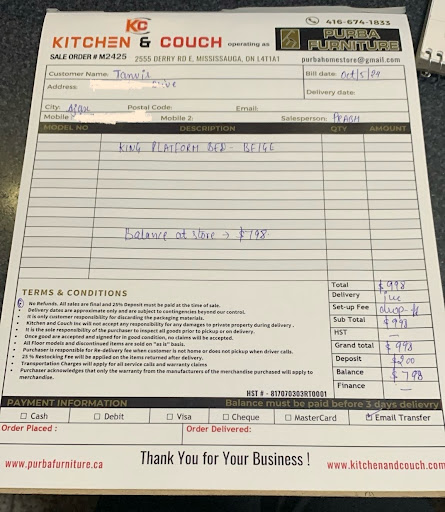 KC
KITCHEN & COUCH operating as
PURBA FURNITURE
416-674-1833
SALE ORDER # M2425 2555 DERRY RD E, MISSISSAUGA, ON L4T1A1
purbahomestore@gmail.com
Customer Name: Tanvir
Bill date: Oct/5/24
Address:
Delivery date:
City: Ajax Postal Code: Email:
Mobile Mobile 2: Salesperson:
MODEL NO DESCRIPTION QTY AMOUNT
KING PLATFORM BED - BEIGE
Balance at store → $798.
TERMS & CONDITIONS
• No Refunds. All sales are final and 25% Deposit must be paid at the time of sale.
• Delivery dates are approximate only and are subject to contingencies beyond our control.
• It is only customer responsibility for discarding the packaging materials.
• Kitchen and Couch Inc will not accept any responsibility for any damages to private property during delivery.
• It is the sole responsibility of the purchaser to inspect all goods prior to pickup or on delivery.
• Once good are accepted and signed for in good condition, no claims will be accepted.
• All Floor models and discontinued items are sold on "as is" basis.
• Purchaser is responsible for Re-delivery fee when customer is not home or does not pickup when driver calls.
• 25 % Restocking Fee will be applied on the items returned after delivery.
• Transportation Charges will apply for all service calls and warranty claims
• Purchaser acknowledges that only the warranty from the manufacturers of the merchandise purchased will apply to merchandise.
Total $998
Delivery inc
Set-up Fee drop-f
Sub Total $998
HST —
Grand total $998
Deposit $200
Balance $798
Finance —
HST # - 817070303RT0001
PAYMENT INFORMATION Balance must be paid before 3 days delievry
Cash Debit Visa Cheque MasterCard Email Transfer
Order Placed : Order Delivered:
Thank You for Your Business !
www.purbafurniture.ca www.kitchenandcouch.com